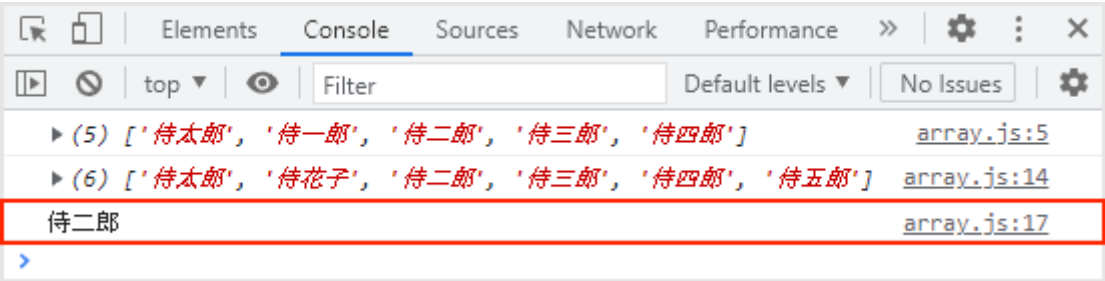 Elements Console Sources Network Performance »
top ▼ Filter Default levels ▼ No Issues
▶ (5) ['侍太郎', '侍一郎', '侍二郎', '侍三郎', '侍四郎'] array.js:5
▶ (6) ['侍太郎', '侍花子', '侍二郎', '侍三郎', '侍四郎', '侍五郎'] array.js:14
侍二郎 array.js:17
>